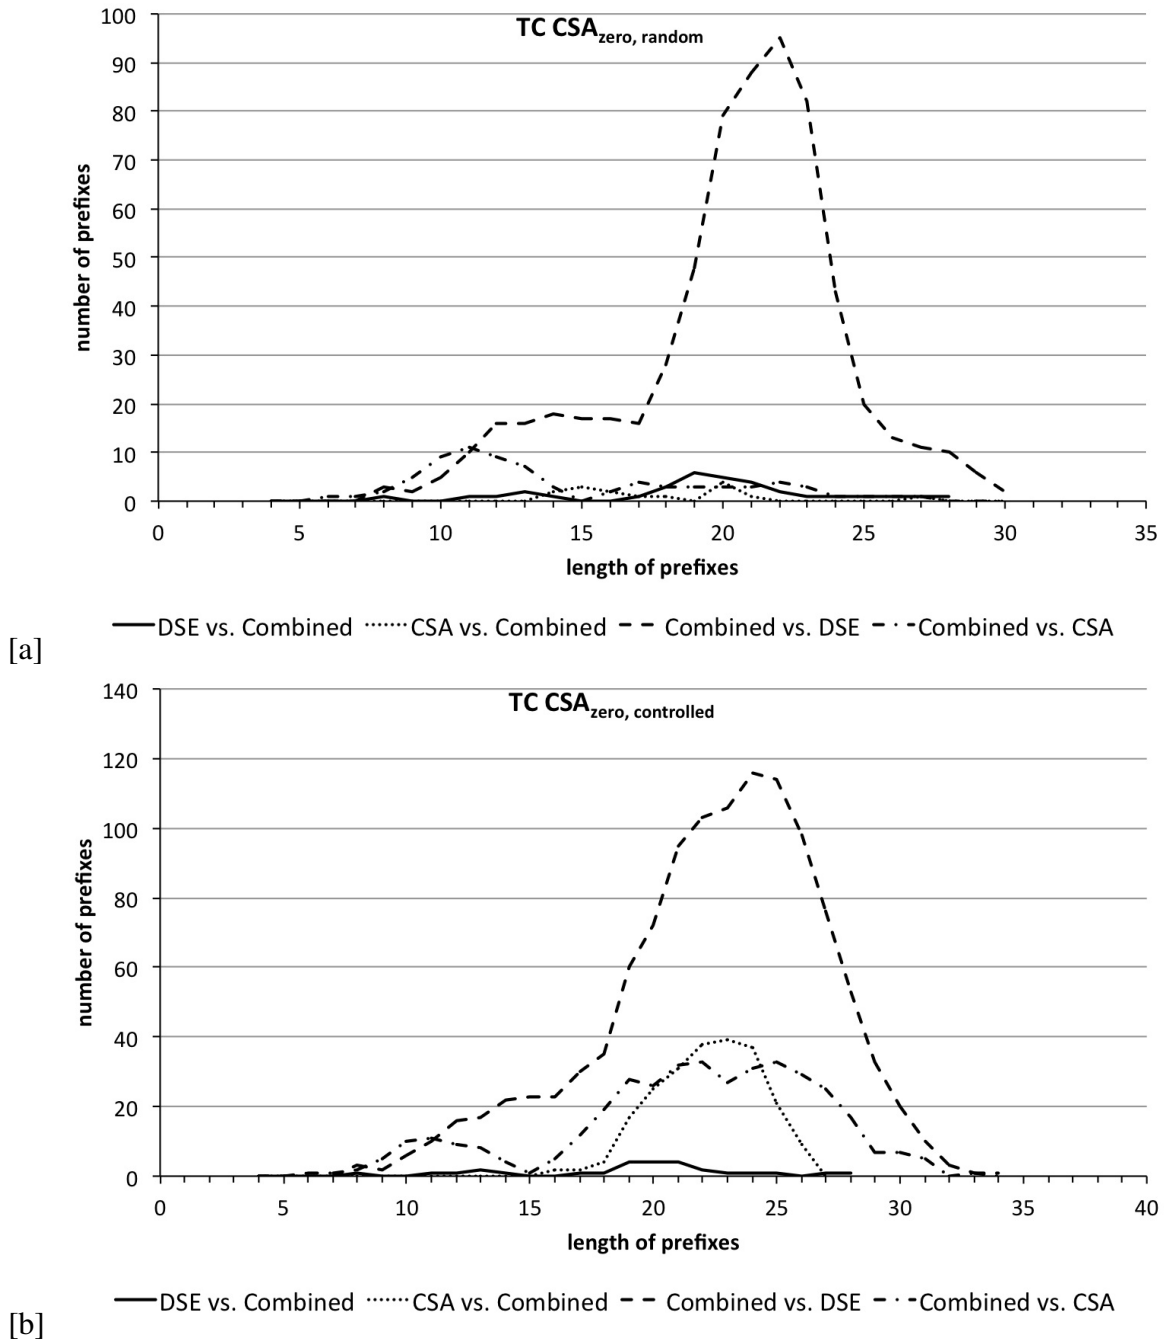 TC CSAzero, random
100
90
80
70
60
50
40
30
20
10
0
number of prefixes
0 5 10 15 20 25 30 35
length of prefixes
DSE vs. Combined CSA vs. Combined Combined vs. DSE Combined vs. CSA
[a]
TC CSAzero, controlled
140
120
100
80
60
40
20
0
number of prefixes
0 5 10 15 20 25 30 35 40
length of prefixes
DSE vs. Combined CSA vs. Combined Combined vs. DSE Combined vs. CSA
[b]